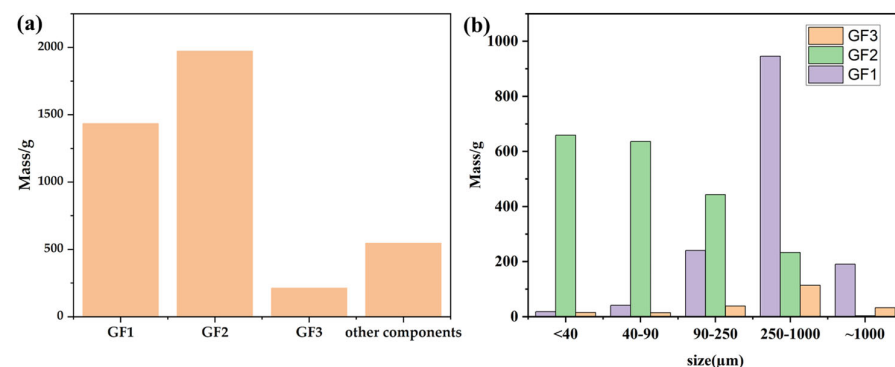 (a)
Mass/g
2000
1500
1000
500
0
GF1 GF2 GF3 other components
(b)
Mass/g
1000
800
600
400
200
0
GF3
GF2
GF1
<40 40-90 90-250 250-1000 ~1000
size(μm)